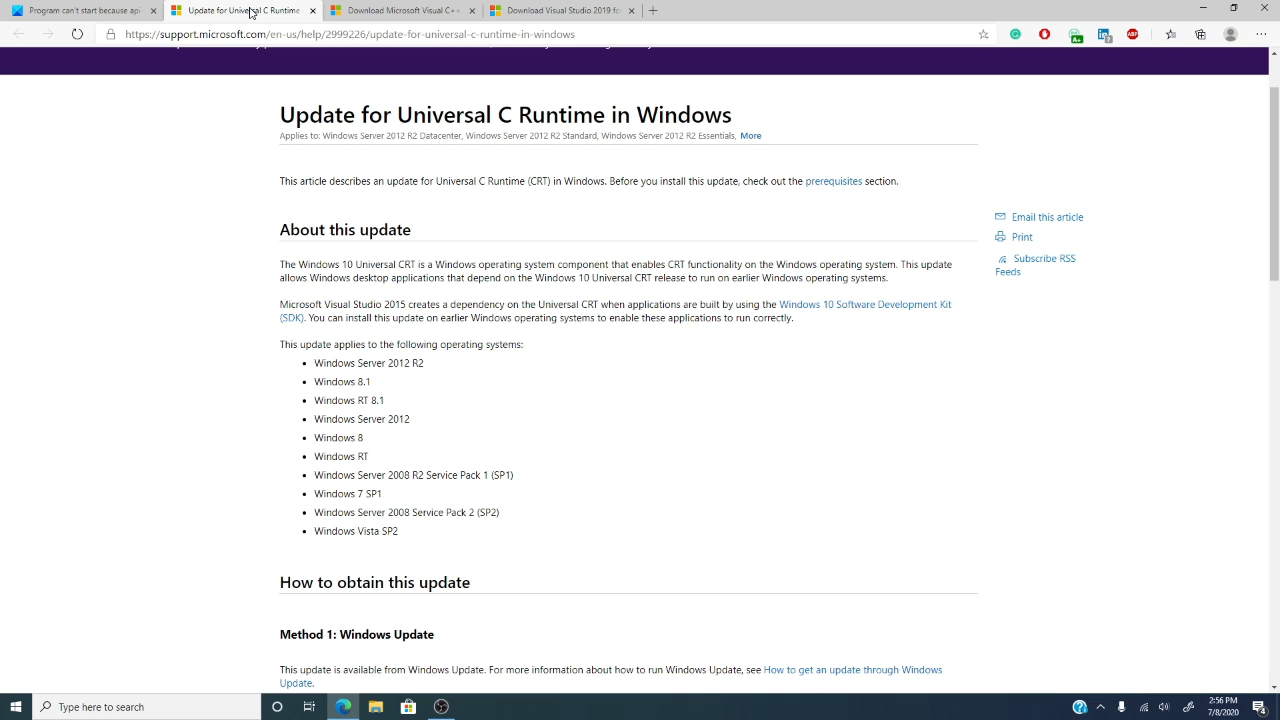 Program can't start because api-
Update for Universal C Runtime
Download Microsoft Visual C++
Download Visual Studio 2019 for
https://support.microsoft.com/en-us/help/2999226/update-for-universal-c-runtime-in-windows
Update for Universal C Runtime in Windows
Applies to: Windows Server 2012 R2 Datacenter, Windows Server 2012 R2 Standard, Windows Server 2012 R2 Essentials, More
This article describes an update for Universal C Runtime (CRT) in Windows. Before you install this update, check out the prerequisites section.
Email this article
Print
Subscribe RSS
Feeds
About this update
The Windows 10 Universal CRT is a Windows operating system component that enables CRT functionality on the Windows operating system. This update
allows Windows desktop applications that depend on the Windows 10 Universal CRT release to run on earlier Windows operating systems.
Microsoft Visual Studio 2015 creates a dependency on the Universal CRT when applications are built by using the Windows 10 Software Development Kit
(SDK). You can install this update on earlier Windows operating systems to enable these applications to run correctly.
This update applies to the following operating systems:
• Windows Server 2012 R2
• Windows 8.1
• Windows RT 8.1
• Windows Server 2012
• Windows 8
• Windows RT
• Windows Server 2008 R2 Service Pack 1 (SP1)
• Windows 7 SP1
• Windows Server 2008 Service Pack 2 (SP2)
• Windows Vista SP2
How to obtain this update
Method 1: Windows Update
This update is available from Windows Update. For more information about how to run Windows Update, see How to get an update through Windows
Update.
Type here to search
2:56 PM
7/8/2020